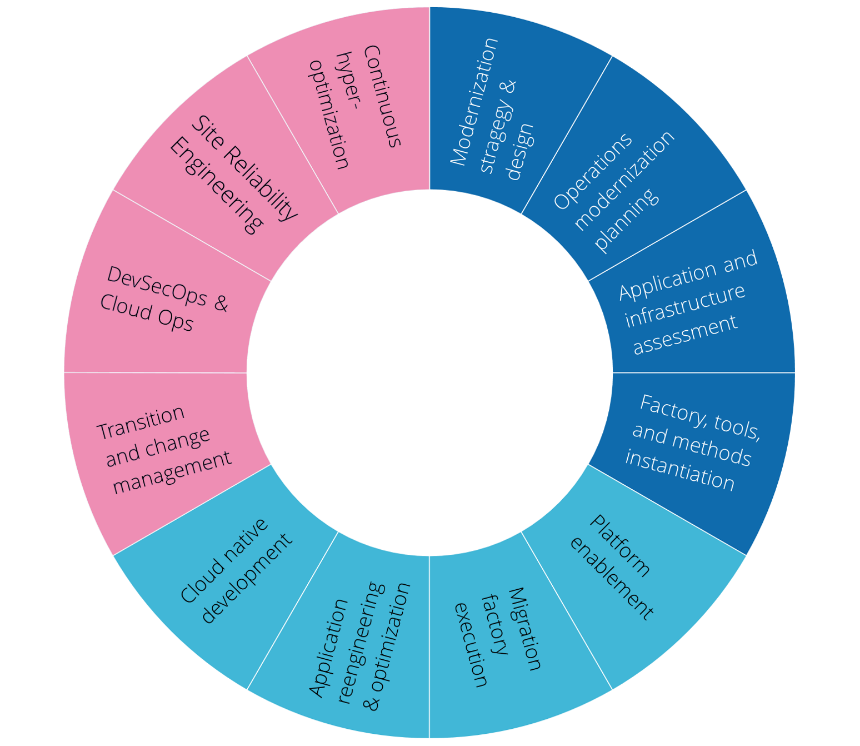 Modernization
stragegy &
design
Operations
modernization
planning
Application and
infrastructure
assessment
Factory, tools,
and methods
instantiation
Platform
enablement
Migration
factory
execution
Application
reengineering
& optimization
Cloud native
development
Transition
and change
management
DevSecOps &
Cloud Ops
Site Reliability
Engineering
Continuous
hyper-
optimization